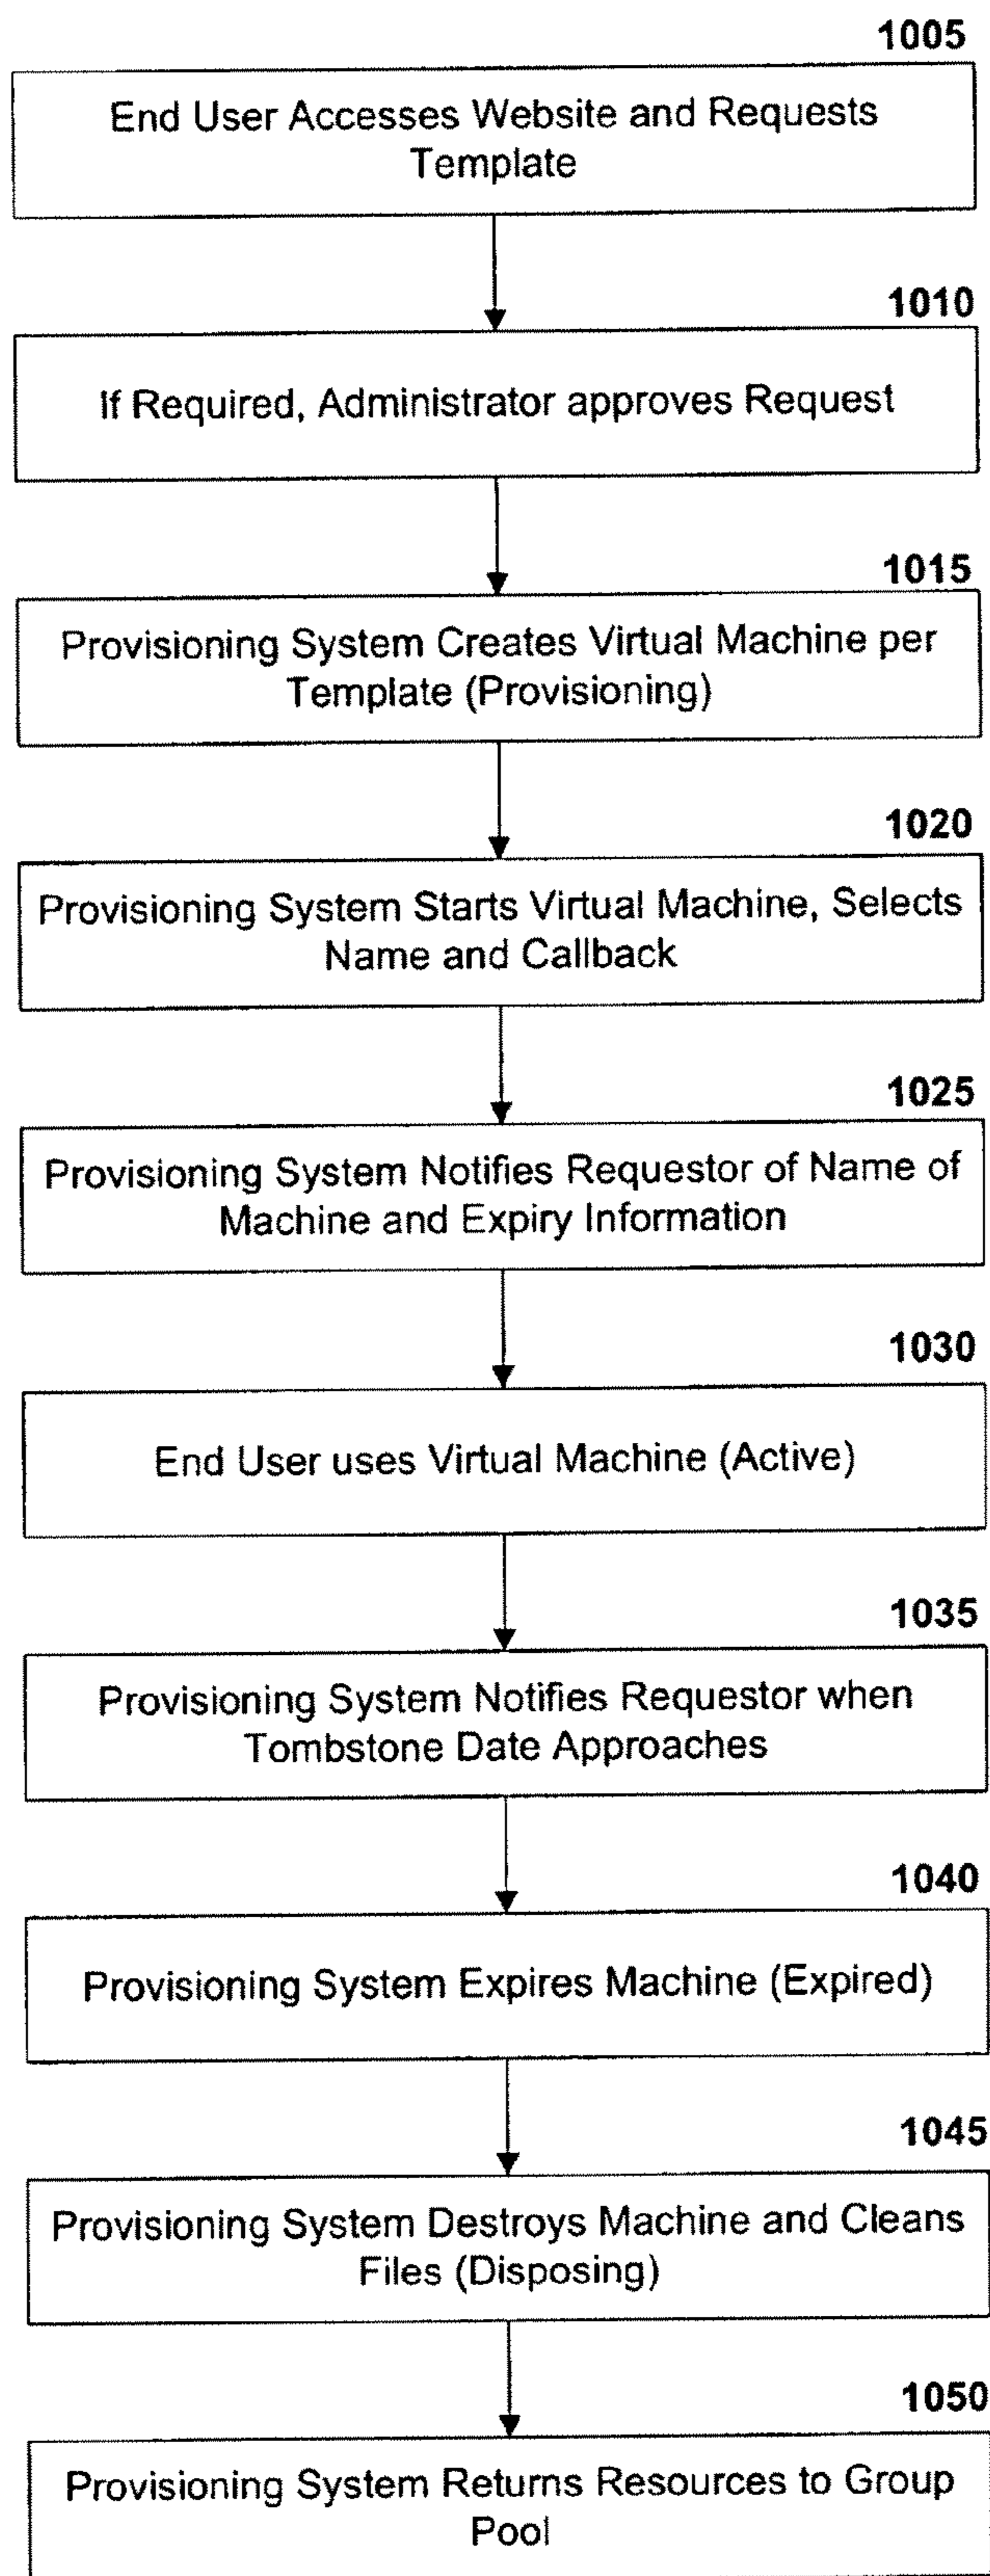 1005
End User Accesses Website and Requests
Template
1010
If Required, Administrator approves Request
1015
Provisioning System Creates Virtual Machine per
Template (Provisioning)
1020
Provisioning System Starts Virtual Machine, Selects
Name and Callback
1025
Provisioning System Notifies Requestor of Name of
Machine and Expiry Information
1030
End User uses Virtual Machine (Active)
1035
Provisioning System Notifies Requestor when
Tombstone Date Approaches
1040
Provisioning System Expires Machine (Expired)
1045
Provisioning System Destroys Machine and Cleans
Files (Disposing)
1050
Provisioning System Returns Resources to Group
Pool